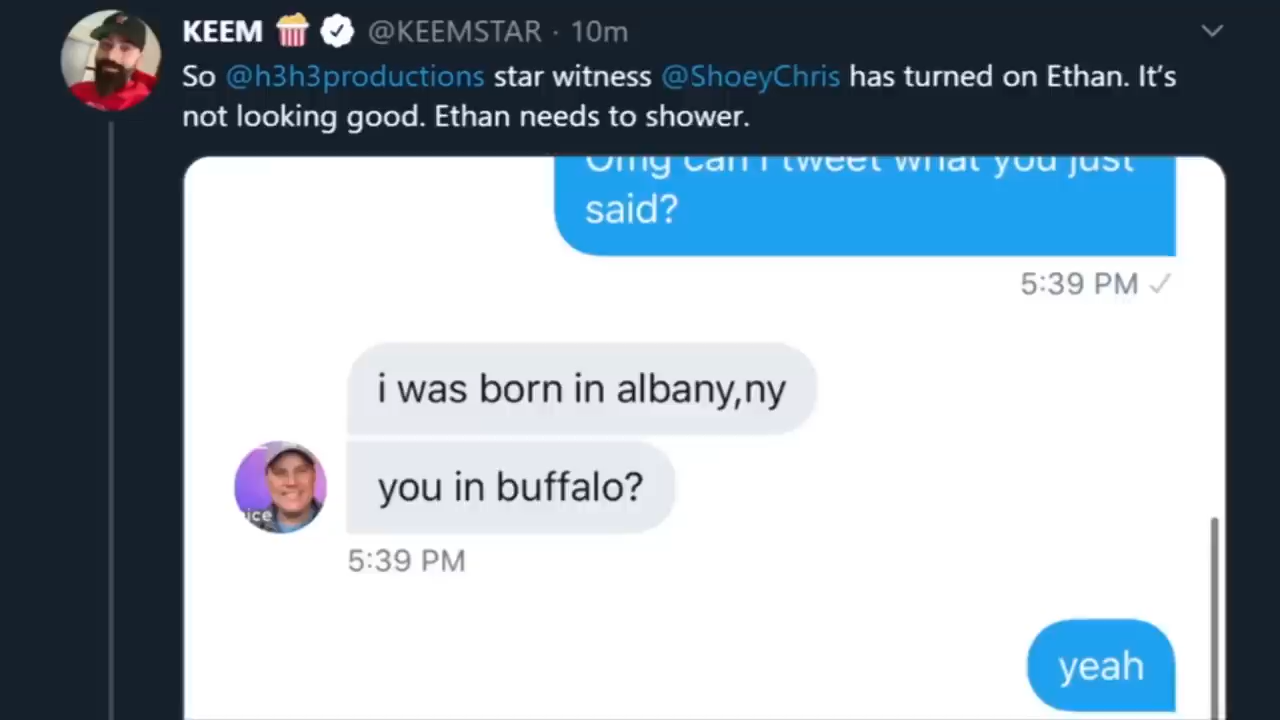 KEEM @KEEMSTAR · 10m
So @h3h3productions star witness @ShoeyChris has turned on Ethan. It's
not looking good. Ethan needs to shower.
Omg can i tweet what you just
said?
5:39 PM
i was born in albany,ny
you in buffalo?
ice
5:39 PM
yeah